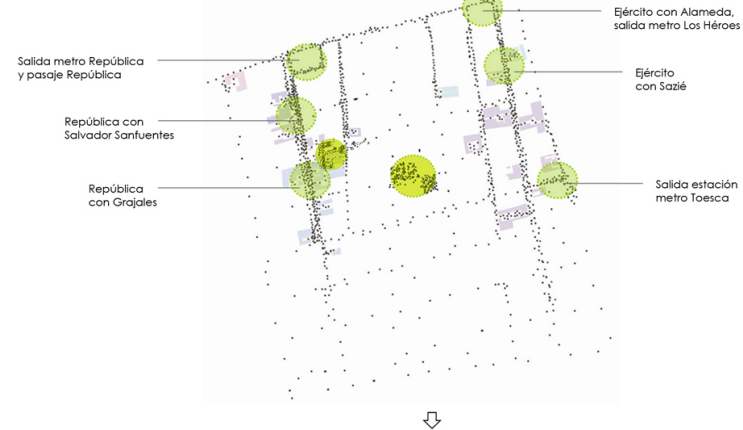 Salida metro República
y pasaje República
República con
Salvador Sanfuentes
República
con Grajales
Ejército con Alameda,
salida metro Los Héroes
Ejército
con Sazié
Salida estación
metro Toesca